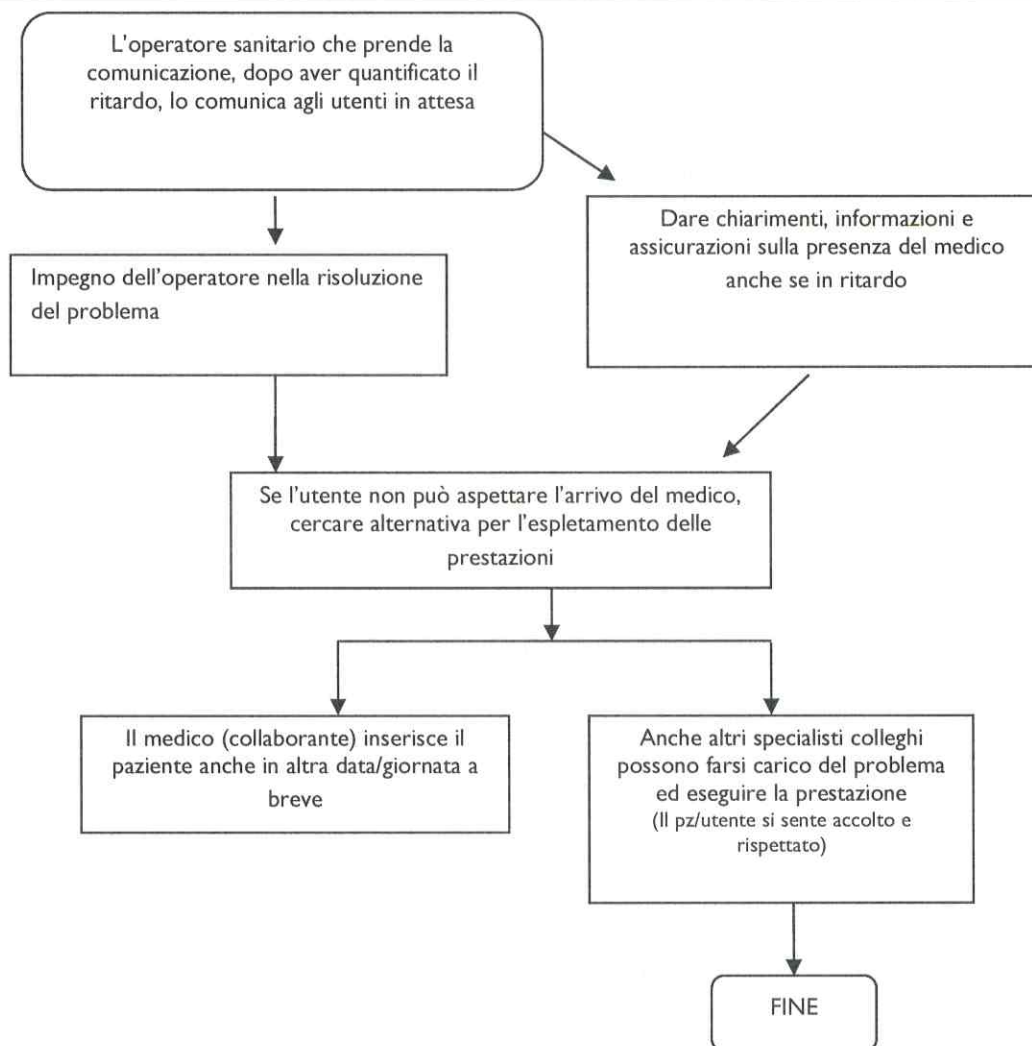 L'operatore sanitario che prende la
comunicazione, dopo aver quantificato il
ritardo, lo comunica agli utenti in attesa
Dare chiarimenti, informazioni e
assicurazioni sulla presenza del medico
anche se in ritardo
Impegno dell'operatore nella risoluzione
del problema
Se l'utente non può aspettare l'arrivo del medico,
cercare alternativa per l'espletamento delle
prestazioni
Il medico (collaborante) inserisce il
paziente anche in altra data/giornata a
breve
Anche altri specialisti colleghi
possono farsi carico del problema
ed eseguire la prestazione
(Il pz/utente si sente accolto e
rispettato)
FINE